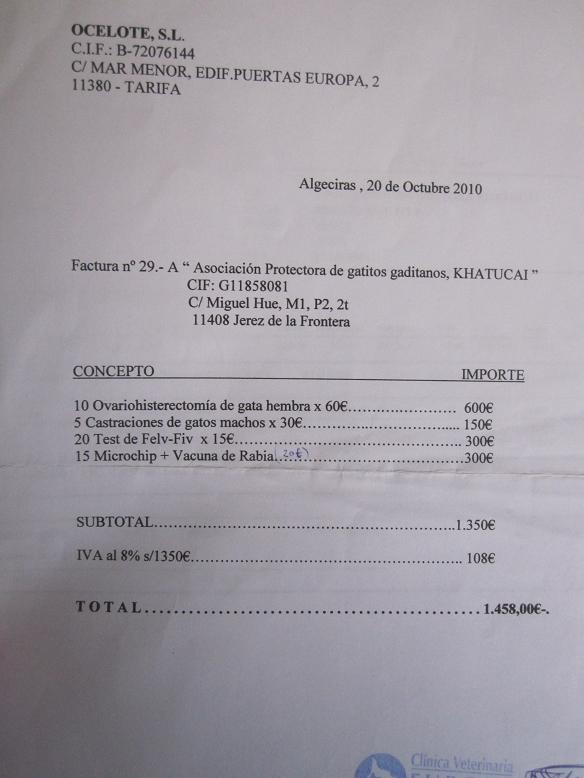 OCELOTE, S.L.
C.I.F.: B-72076144
C/ MAR MENOR, EDIF.PUERTAS EUROPA, 2
11380 - TARIFA
Algeciras , 20 de Octubre 2010
Factura nº 29.- A “ Asociación Protectora de gatitos gaditanos, KHATUCAI ”
CIF: G11858081
C/ Miguel Hue, M1, P2, 2t
11408 Jerez de la Frontera
CONCEPTO IMPORTE
10 Ovariohisterectomía de gata hembra x 60€........................ 600€
5 Castraciones de gatos machos x 30€.................................... 150€
20 Test de Felv-Fiv x 15€.................................................... 300€
15 Microchip + Vacuna de Rabia (20€)...............................300€
SUBTOTAL...................................................................1.350€
IVA al 8% s/1350€............................................................ 108€
T O T A L . . . . . . . . . . . . . . . . . . . . . . . . . . . . . . . . . . . . . . . . 1.458,00€-.
Clínica Veterinaria